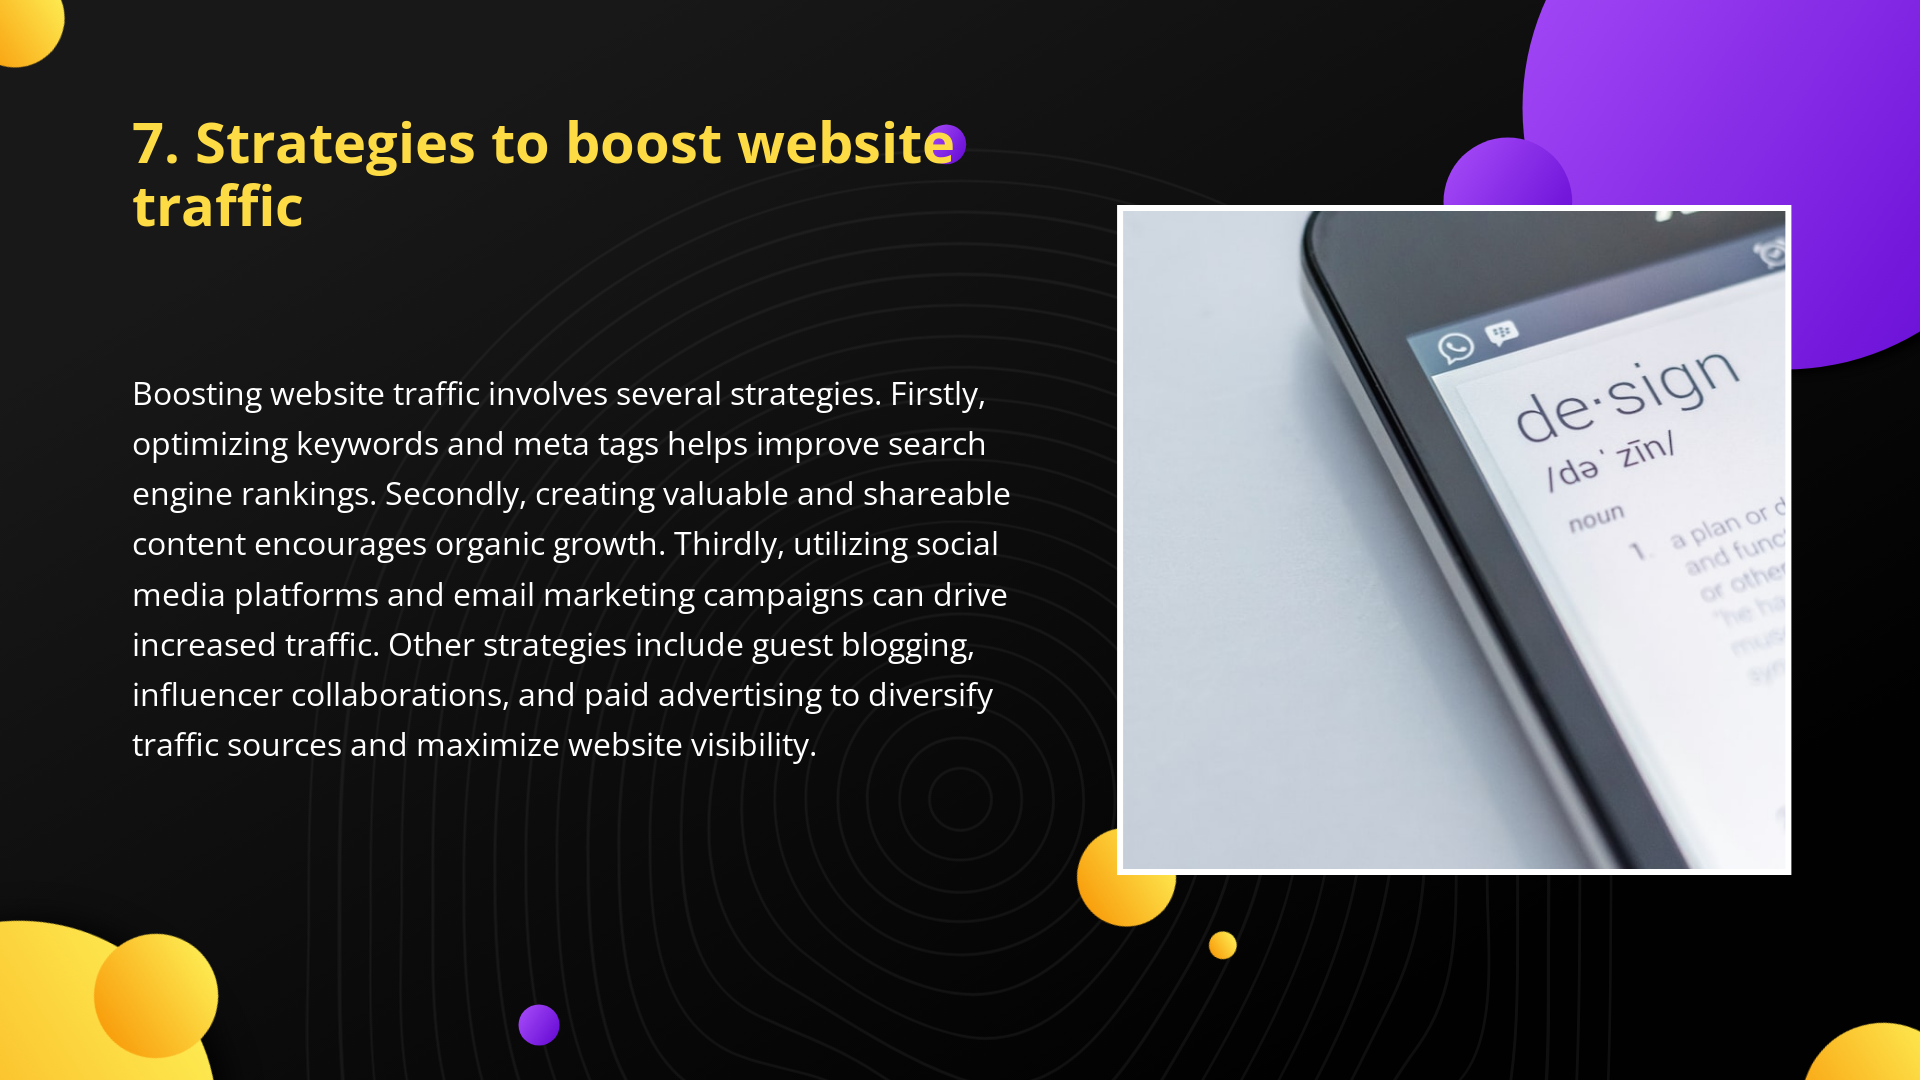 7. Strategies to boost website
traffic
Boosting website traffic involves several strategies. Firstly,
optimizing keywords and meta tags helps improve search
engine rankings. Secondly, creating valuable and shareable
content encourages organic growth. Thirdly, utilizing social
media platforms and email marketing campaigns can drive
increased traffic. Other strategies include guest blogging,
influencer collaborations, and paid advertising to diversify
traffic sources and maximize website visibility.
de·sign
/dəˈ zīn/
noun
1. a plan or
and func
or other
"he ha